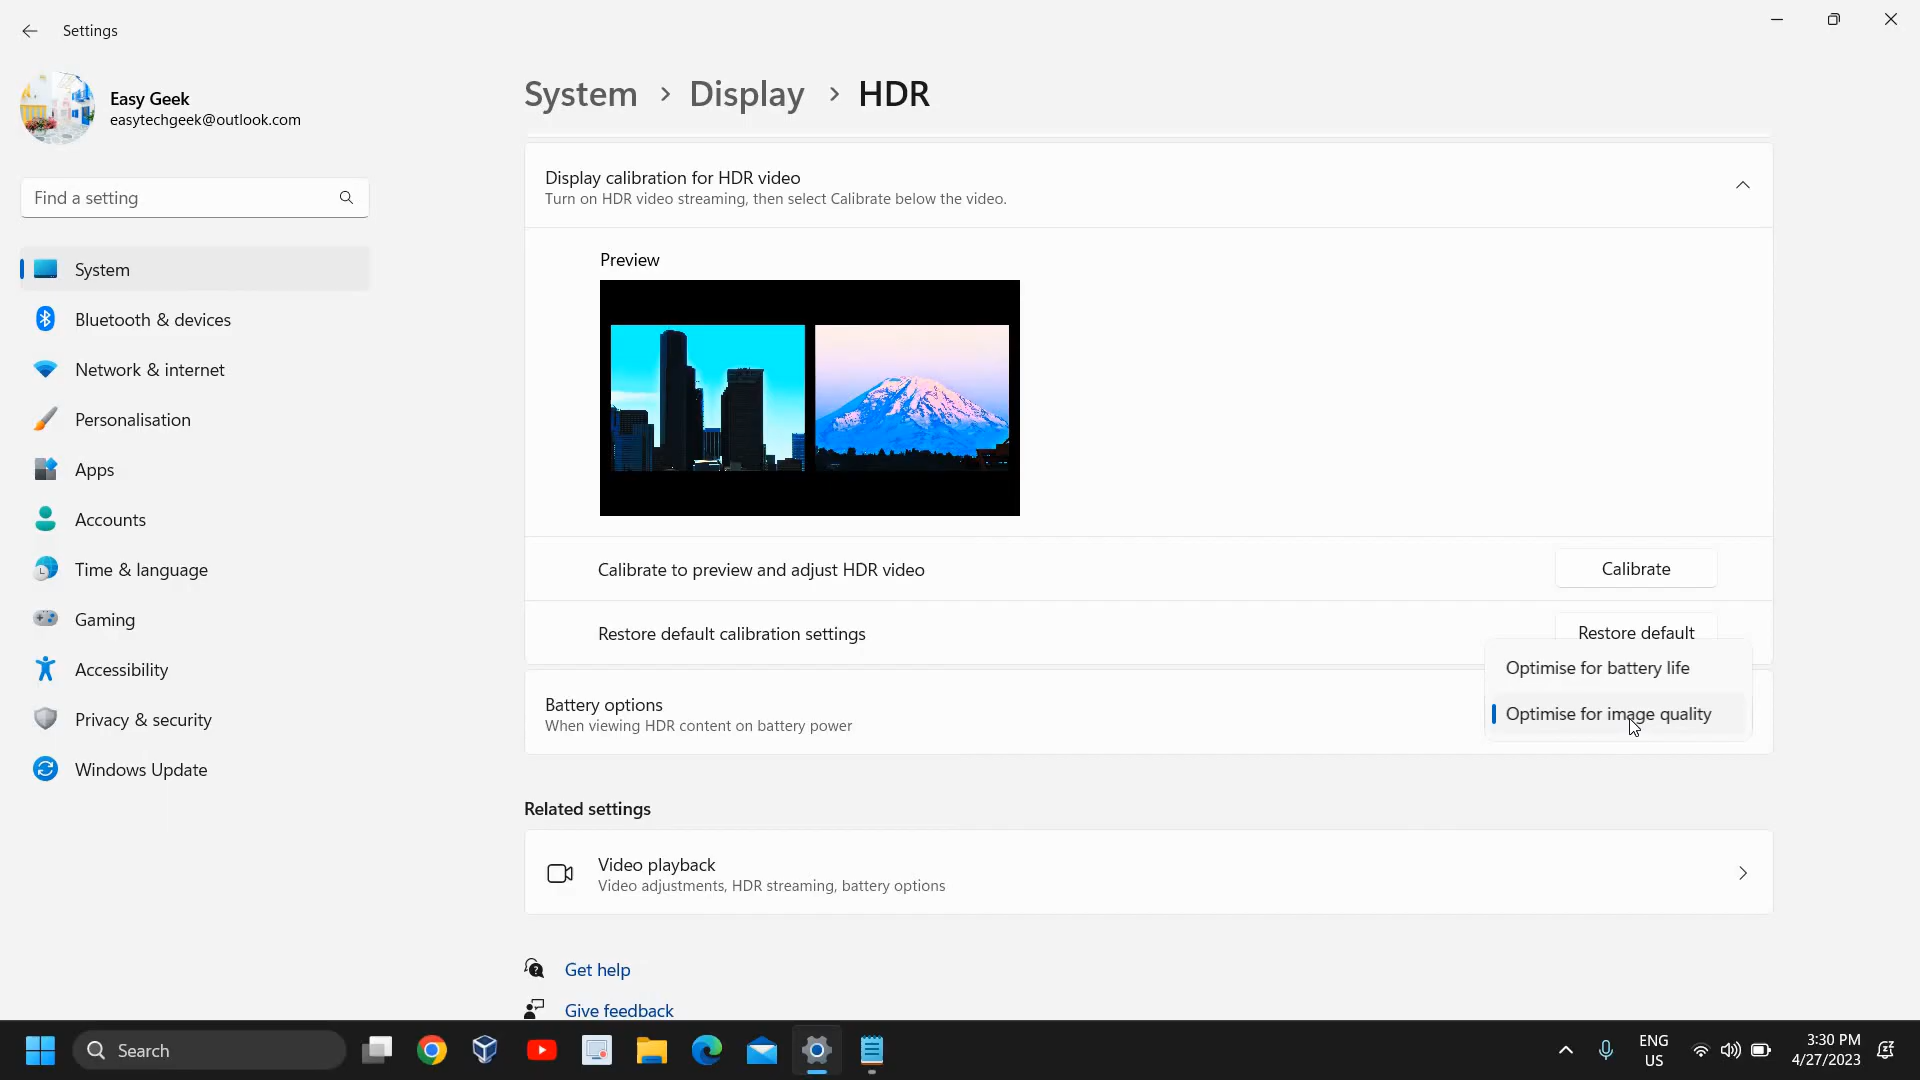 Settings
Easy Geek
easytechgeek@outlook.com
Find a setting
System
Bluetooth & devices
Network & internet
Personalisation
Apps
Accounts
Time & language
Gaming
Accessibility
Privacy & security
Windows Update
System > Display > HDR
Display calibration for HDR video
Turn on HDR video streaming, then select Calibrate below the video.
Preview
Calibrate to preview and adjust HDR video
Calibrate
Restore default calibration settings
Restore default
Battery options
When viewing HDR content on battery power
Optimise for battery life
Optimise for image quality
Related settings
Video playback
Video adjustments, HDR streaming, battery options
Get help
Give feedback
Search
ENG
US
3:30 PM
4/27/2023